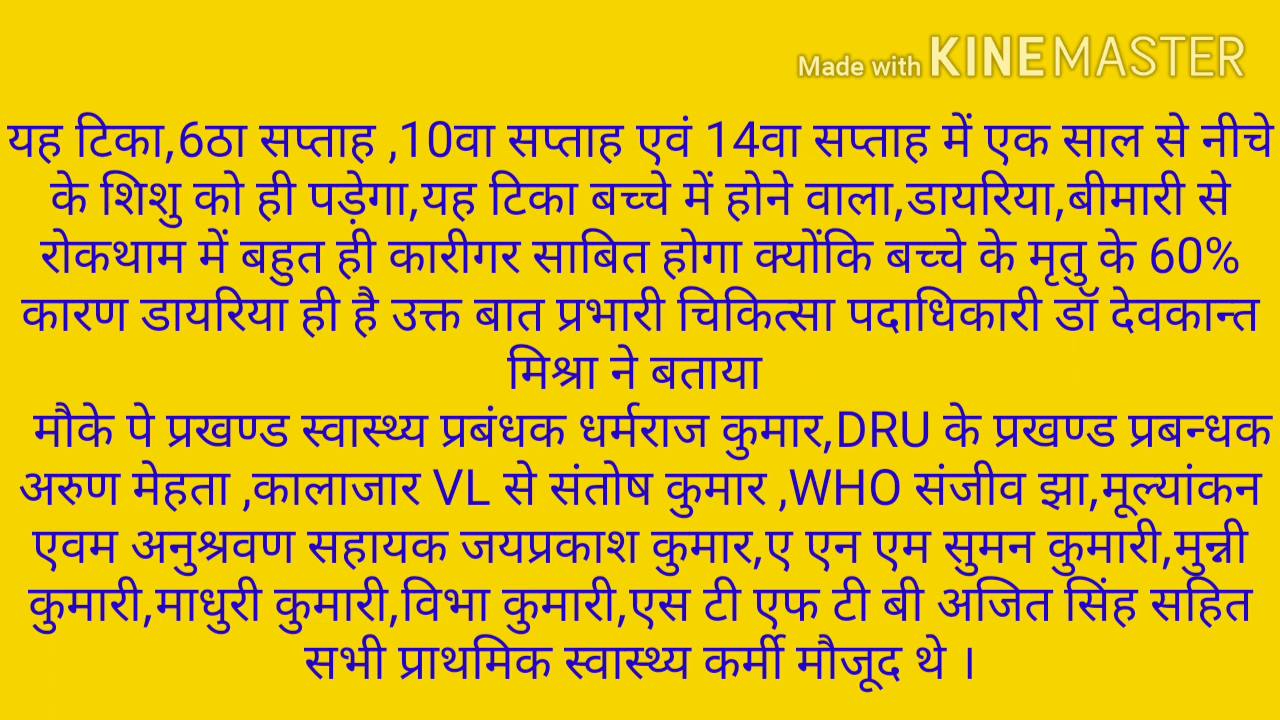 Made with KINEMASTER
यह टिका,6ठा सप्ताह ,10वा सप्ताह एवं 14वा सप्ताह में एक साल से नीचे
के शिशु को ही पड़ेगा,यह टिका बच्चे में होने वाला,डायरिया,बीमारी से
रोकथाम में बहुत ही कारीगर साबित होगा क्योंकि बच्चे के मृतु के 60%
कारण डायरिया ही है उक्त बात प्रभारी चिकित्सा पदाधिकारी डॉ देवकान्त
मिश्रा ने बताया
मौके पे प्रखण्ड स्वास्थ्य प्रबंधक धर्मराज कुमार,DRU के प्रखण्ड प्रबन्धक
अरुण मेहता ,कालाजार VL से संतोष कुमार ,WHO संजीव झा,मूल्यांकन
एवम अनुश्रवण सहायक जयप्रकाश कुमार,ए एन एम सुमन कुमारी,मुन्नी
कुमारी,माधुरी कुमारी,विभा कुमारी,एस टी एफ टी बी अजित सिंह सहित
सभी प्राथमिक स्वास्थ्य कर्मी मौजूद थे ।